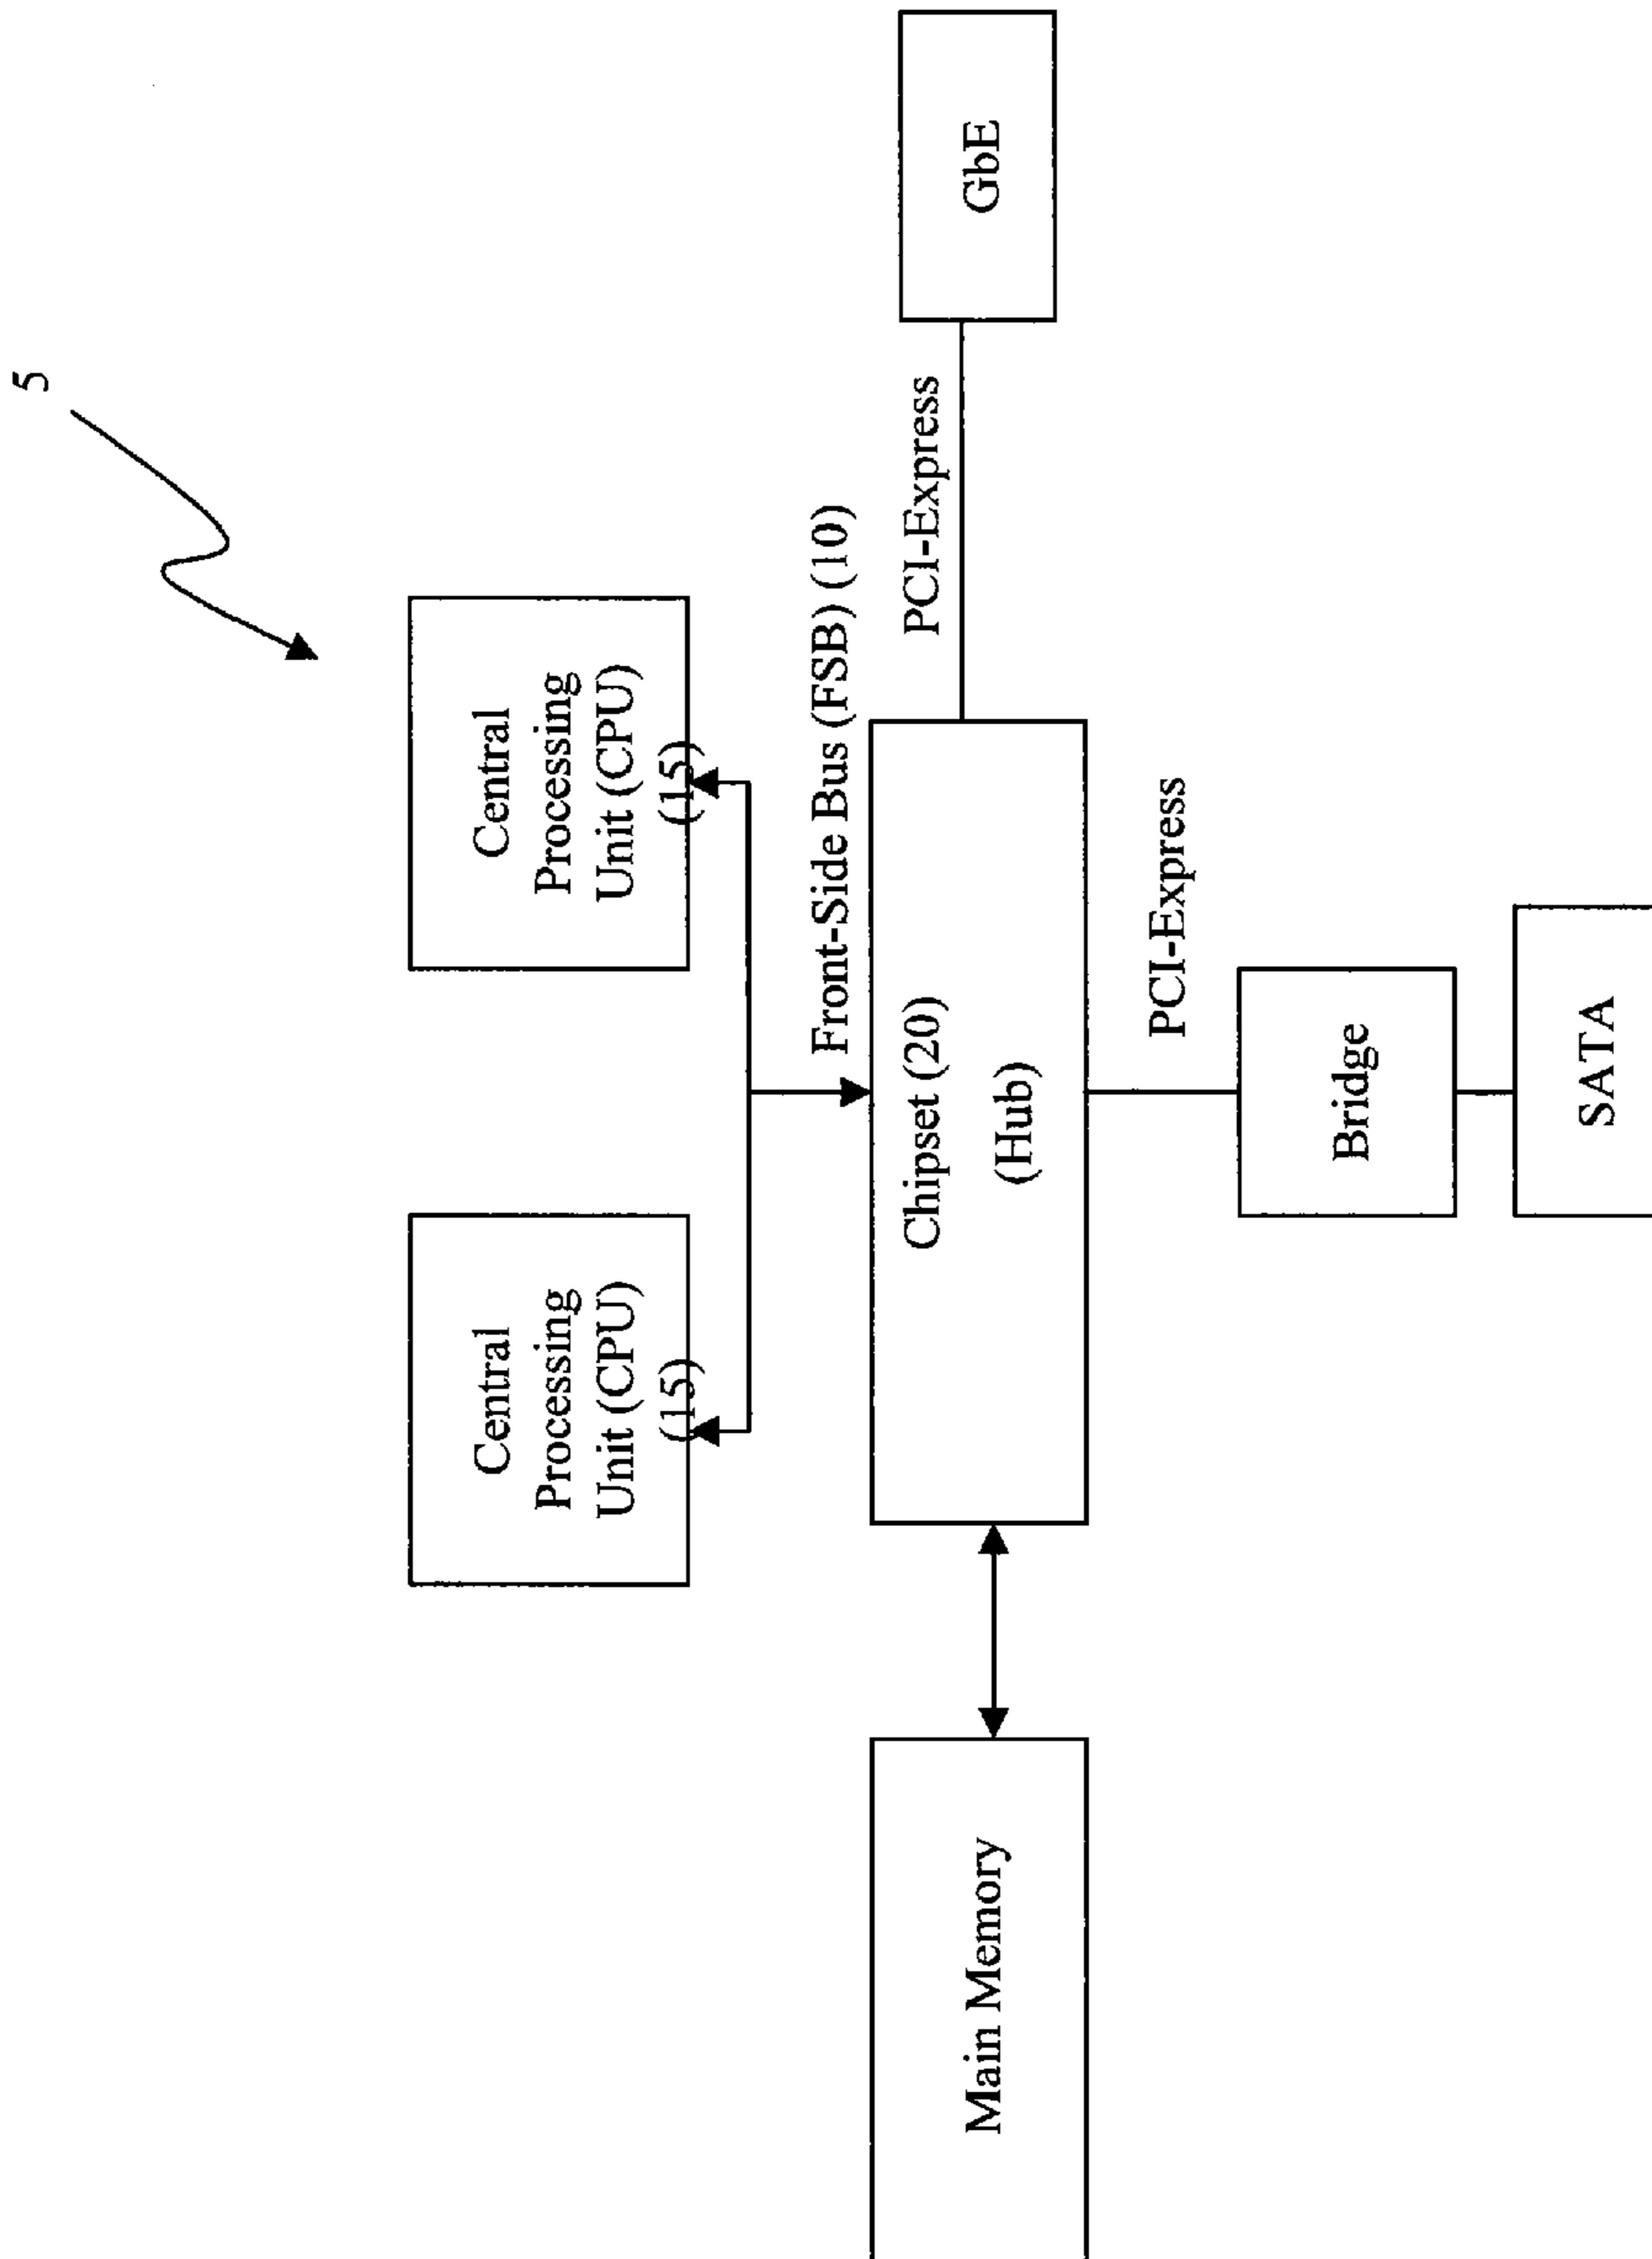 5
Central
Processing
Unit (CPU)
(15)
Central
Processing
Unit (CPU)
(15)
Front-Side Bus (FSB) (10)
Main Memory
Chipset (20)
(Hub)
PCI-Express
GbE
PCI-Express
Bridge
SATA